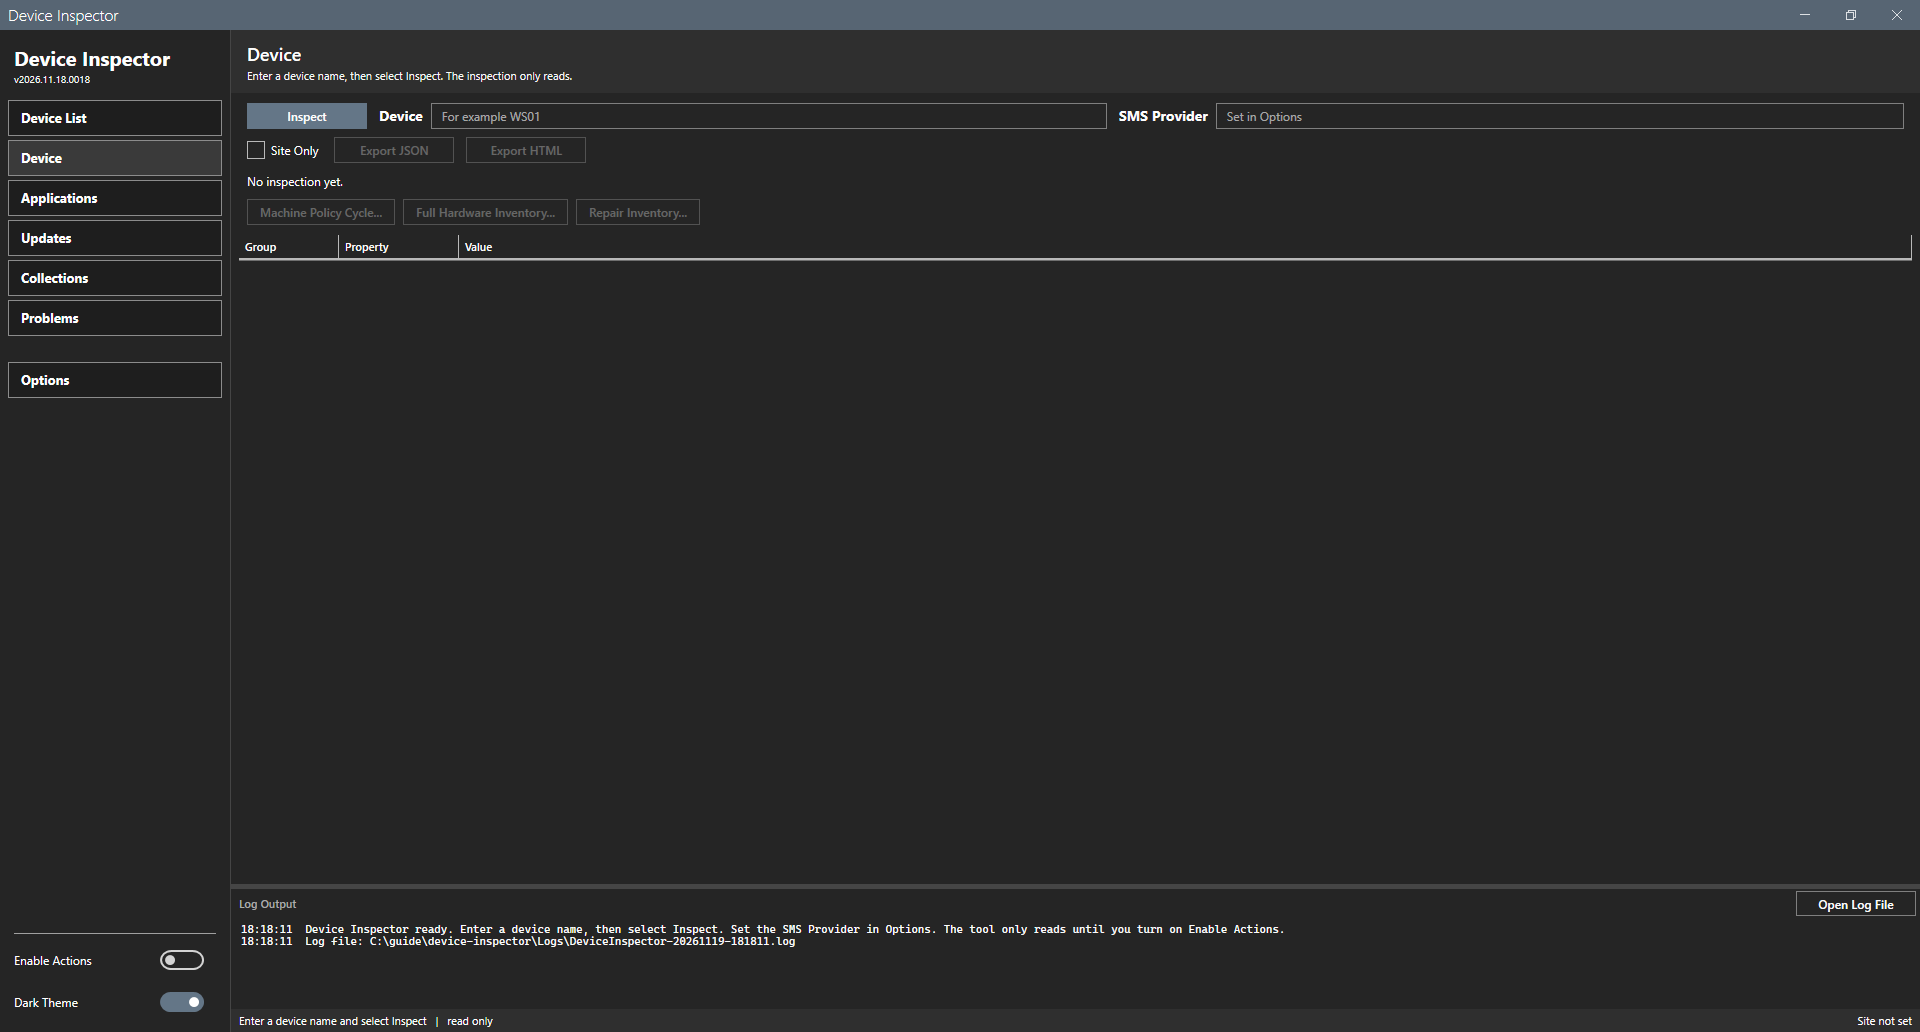 Device Inspector
Device Inspector
v2026.11.18.0018
Device List
Device
Applications
Updates
Collections
Problems
Options
Enable Actions
Dark Theme
Device
Enter a device name, then select Inspect. The inspection only reads.
Inspect Device For example WS01 SMS Provider Set in Options
Site Only Export JSON Export HTML
No inspection yet.
Machine Policy Cycle... Full Hardware Inventory... Repair Inventory...
Group Property Value
Log Output Open Log File
18:18:11 Device Inspector ready. Enter a device name, then select Inspect. Set the SMS Provider in Options. The tool only reads until you turn on Enable Actions.
18:18:11 Log file: C:\guide\device-inspector\Logs\DeviceInspector-20261119-181811.log
Enter a device name and select Inspect | read only Site not set